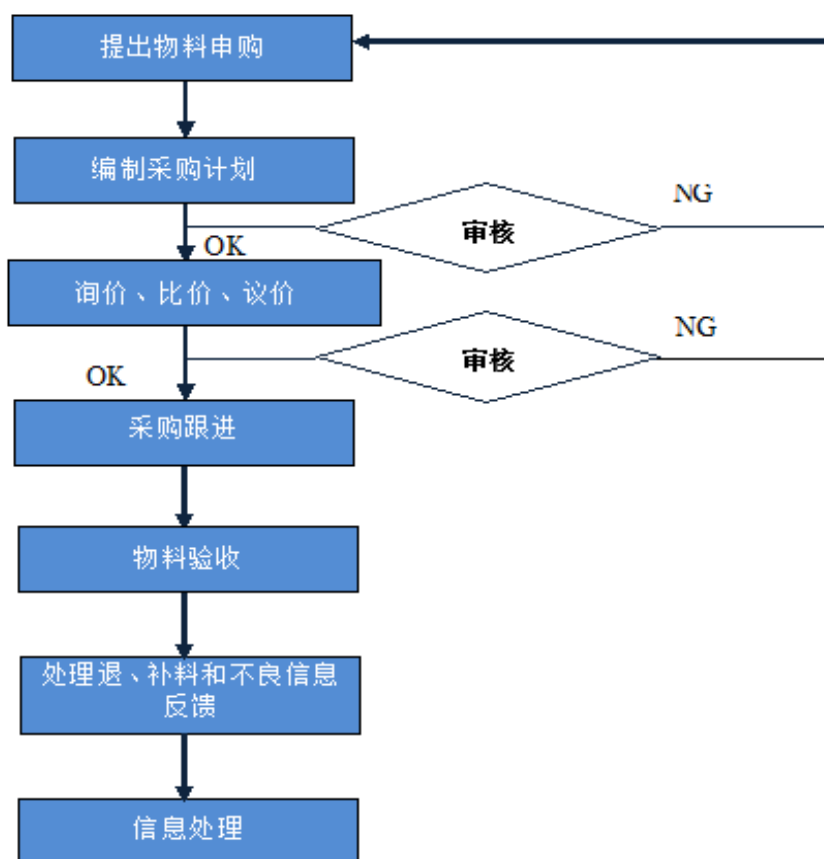 提出物料申购
编制采购计划
NG
审核
OK
询价、比价、议价
NG
审核
OK
采购跟进
物料验收
处理退、补料和不良信息
反馈
信息处理